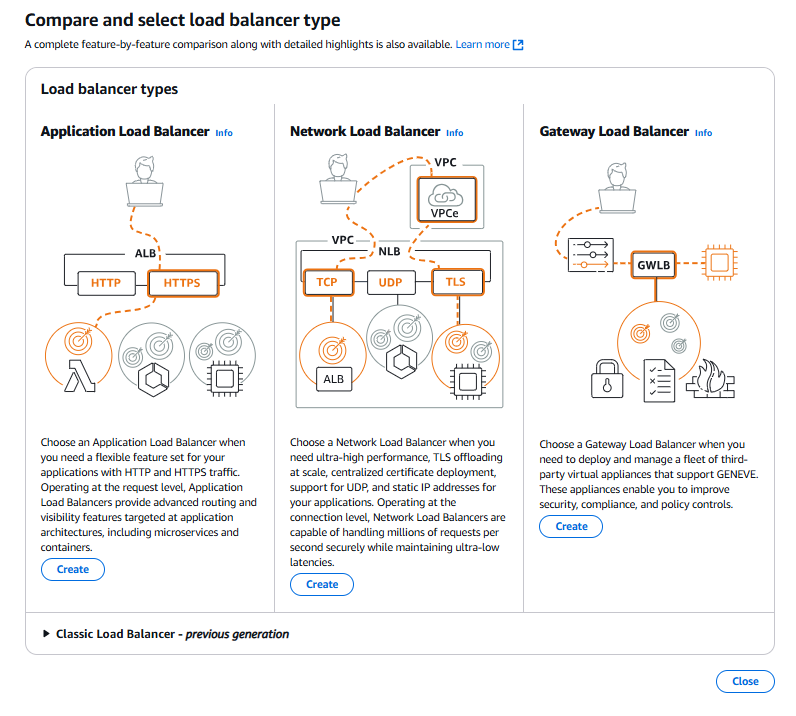 Compare and select load balancer type
A complete feature-by-feature comparison along with detailed highlights is also available. Learn more
Load balancer types
Application Load Balancer Info
ALB
HTTP
HTTPS
Choose an Application Load Balancer when
you need a flexible feature set for your
applications with HTTP and HTTPS traffic.
Operating at the request level, Application
Load Balancers provide advanced routing and
visibility features targeted at application
architectures, including microservices and
containers.
Create
Network Load Balancer Info
VPC
VPCe
VPC
NLB
TCP
UDP
TLS
ALB
Choose a Network Load Balancer when you
need ultra-high performance, TLS offloading
at scale, centralized certificate deployment,
support for UDP, and static IP addresses for
your applications. Operating at the
connection level, Network Load Balancers are
capable of handling millions of requests per
second securely while maintaining ultra-low
latencies.
Create
Gateway Load Balancer Info
GWLB
Choose a Gateway Load Balancer when you
need to deploy and manage a fleet of third-
party virtual appliances that support GENEVE.
These appliances enable you to improve
security, compliance, and policy controls.
Create
Classic Load Balancer - previous generation
Close